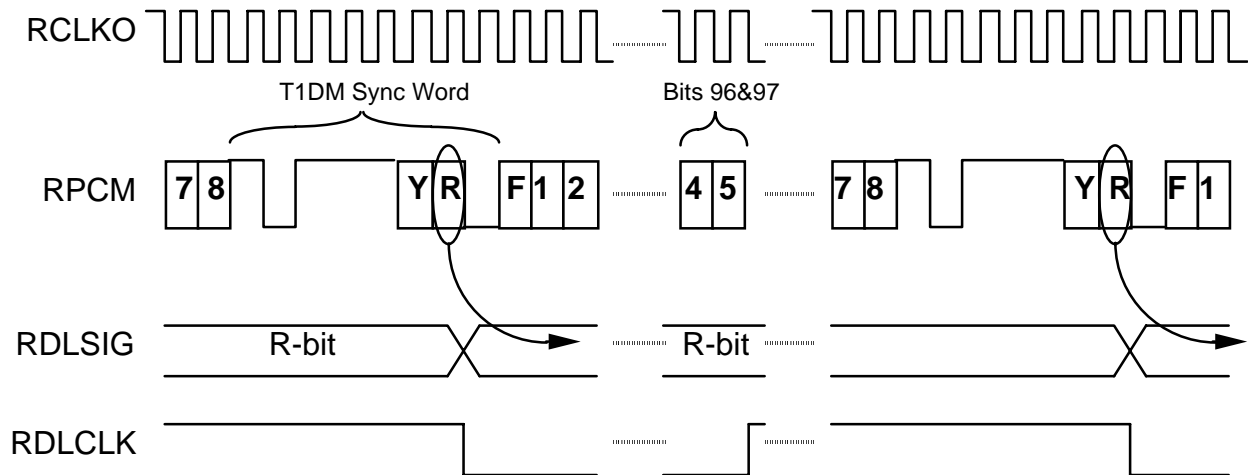 RCLKO
T1DM Sync Word
Bits 96&97
RPCM
7 8 Y R F 1 2 4 5 7 8 Y R F 1
RDLSIG
R-bit R-bit
RDLCLK